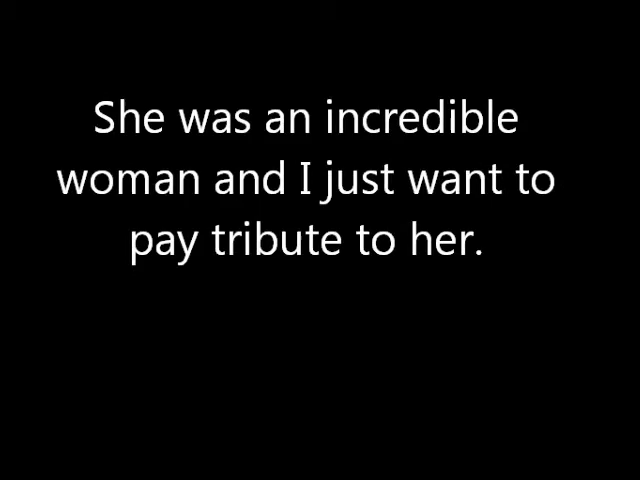 She was an incredible
woman and I just want to
pay tribute to her.